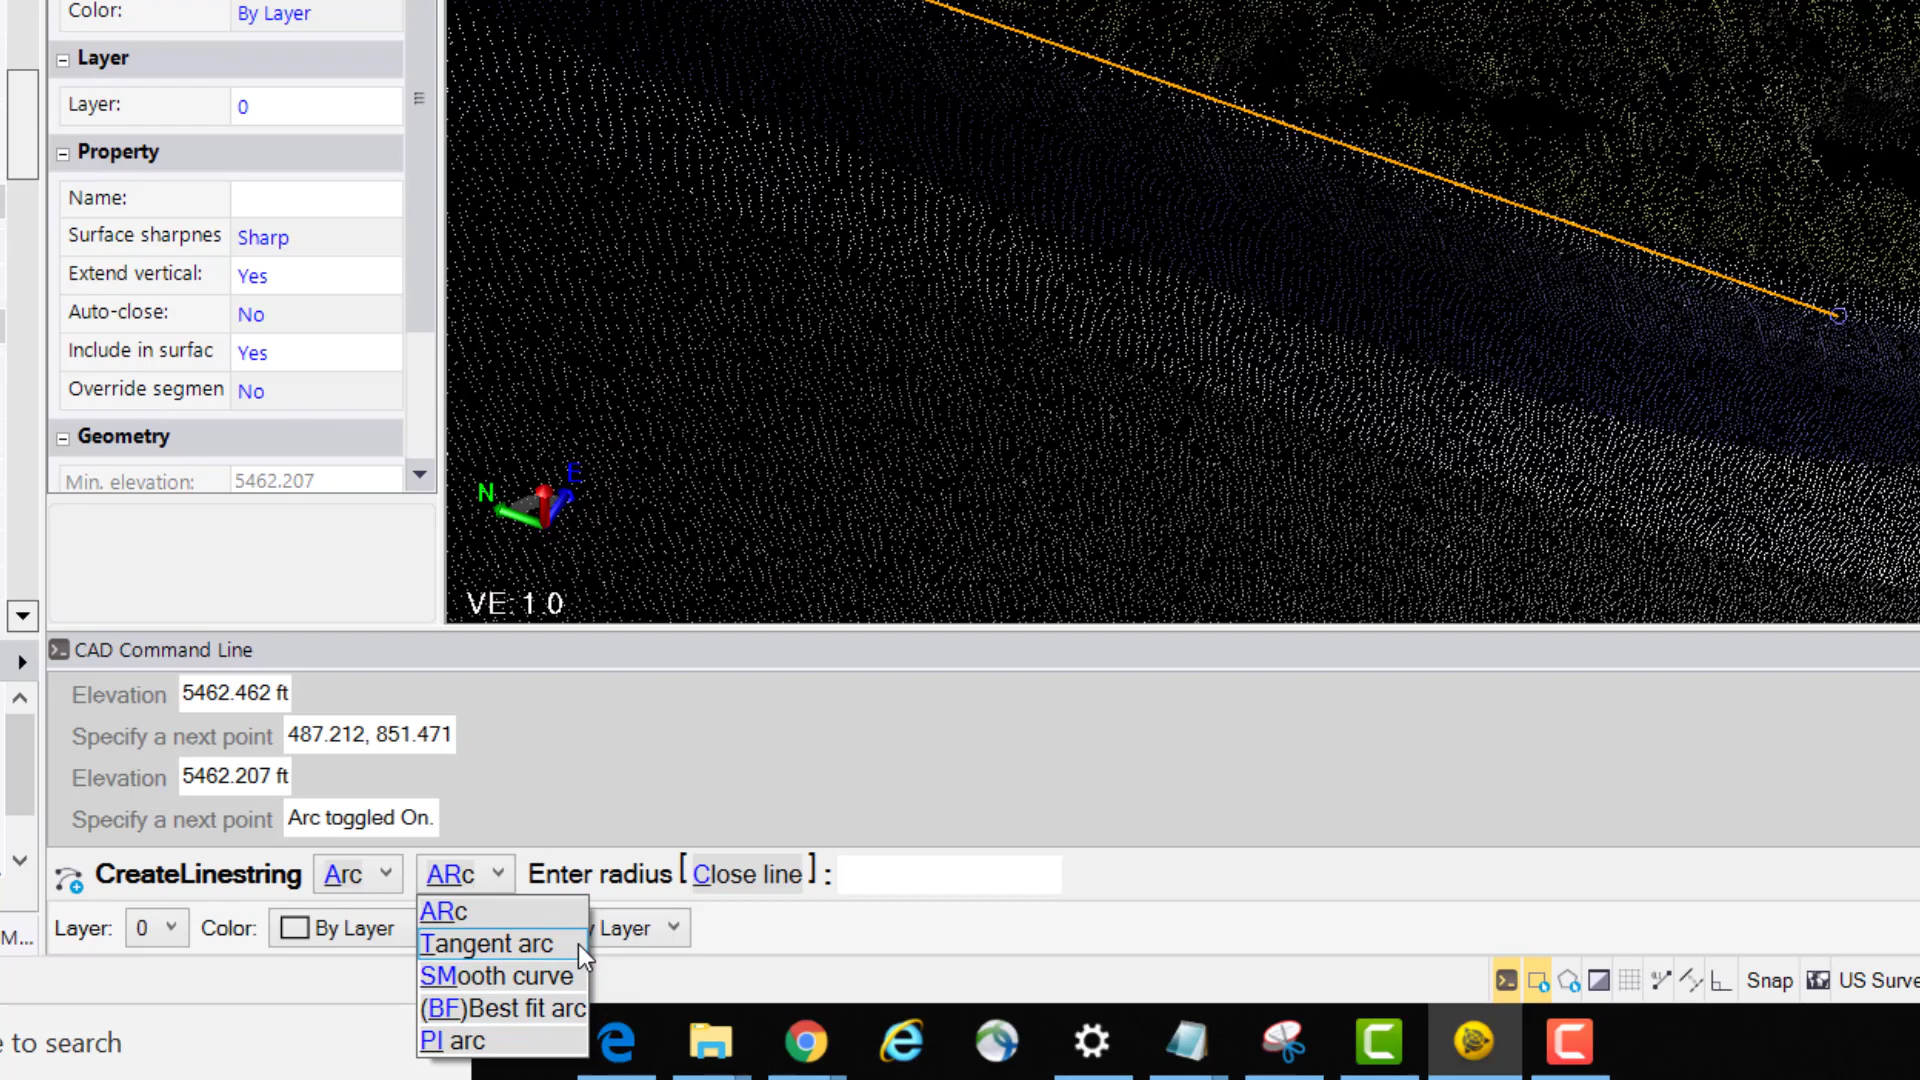 Color: By Layer
Layer
Layer: 0
Property
Name:
Surface sharpnes Sharp
Extend vertical: Yes
Auto-close: No
Include in surfac Yes
Override segmen No
Geometry
Min. elevation: 5462.207
N
E
VE: 1.0
CAD Command Line
Elevation 5462.462 ft
Specify a next point 487.212, 851.471
Elevation 5462.207 ft
Specify a next point Arc toggled On.
CreateLinestring Arc ARc Enter radius [ Close line ] :
M... Layer: 0 Color: By Layer y Layer
ARc
Tangent arc
SMooth curve
(BF)Best fit arc
PI arc
Snap US Surve
e to search